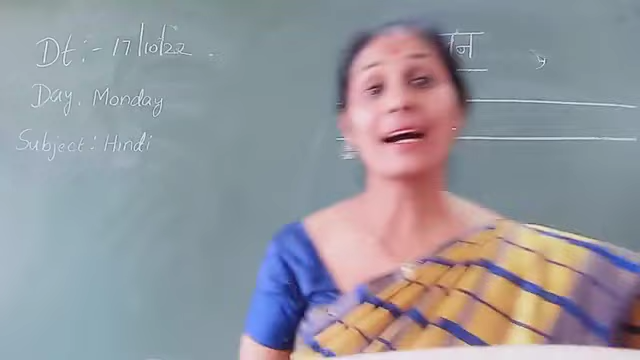 Dt:- 17/10/22
Day. Monday
Subject: Hindi